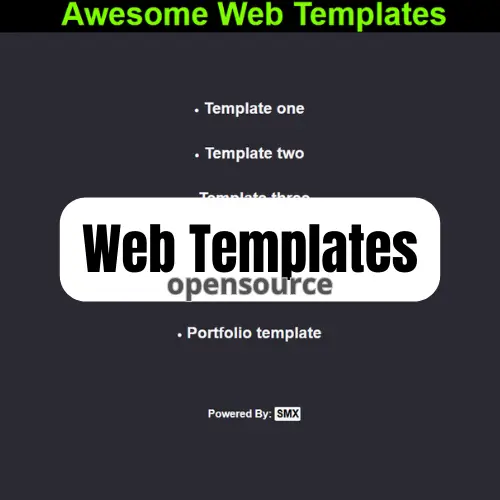 Awesome Web Templates
• Template one
• Template two
Template three
Web Templates
opensource
• Portfolio template
Powered By: SMX